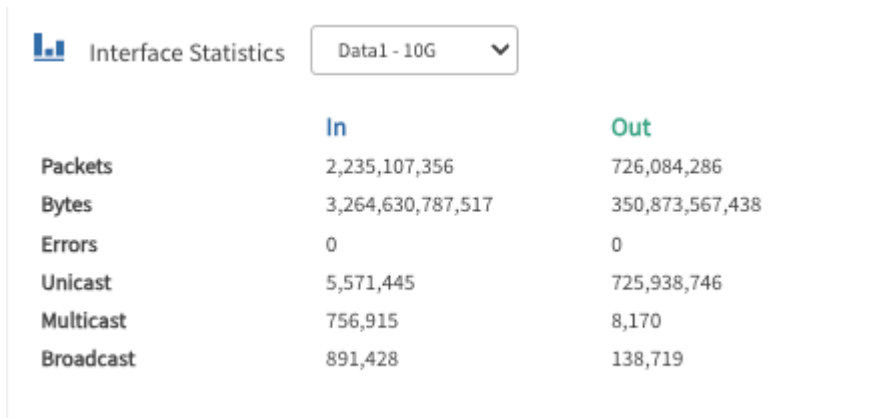 Interface Statistics Data1 - 10G
In Out
Packets 2,235,107,356 726,084,286
Bytes 3,264,630,787,517 350,873,567,438
Errors 0 0
Unicast 5,571,445 725,938,746
Multicast 756,915 8,170
Broadcast 891,428 138,719